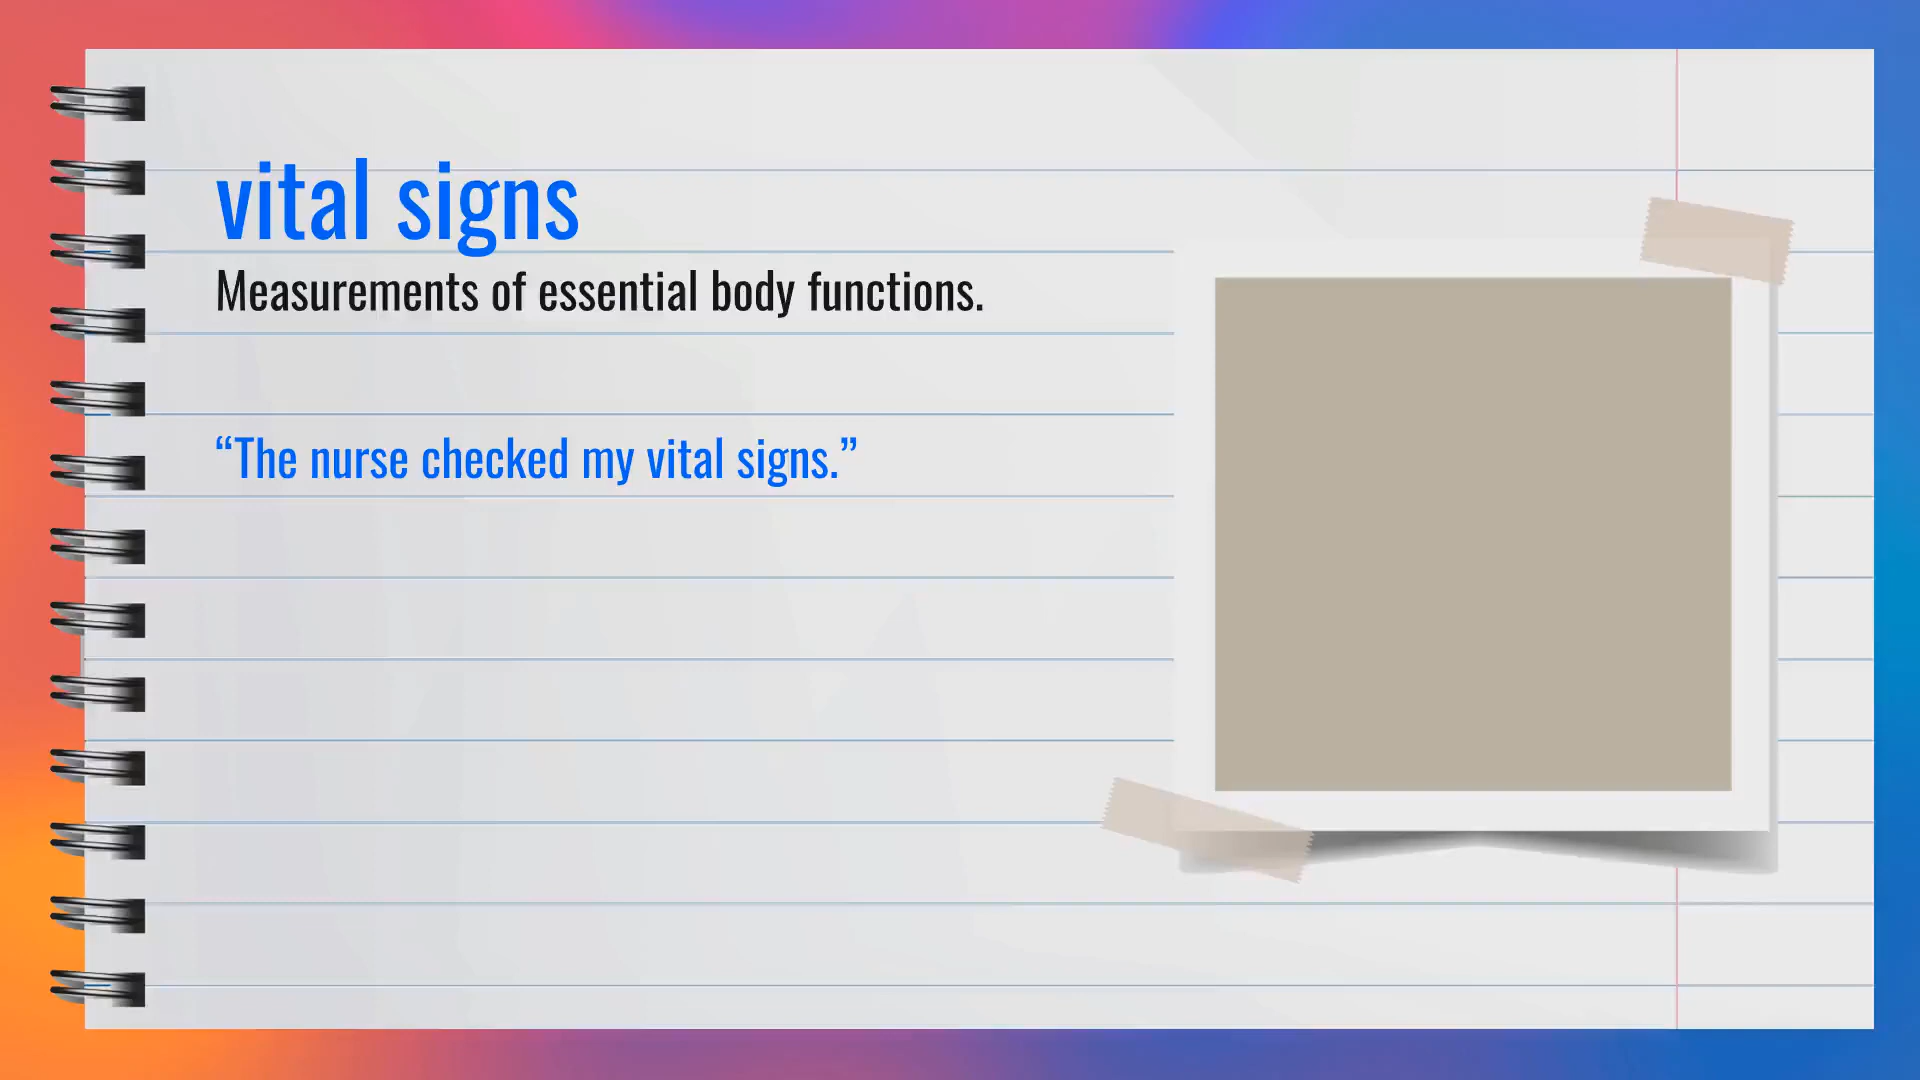 vital signs
Measurements of essential body functions.
“The nurse checked my vital signs.”